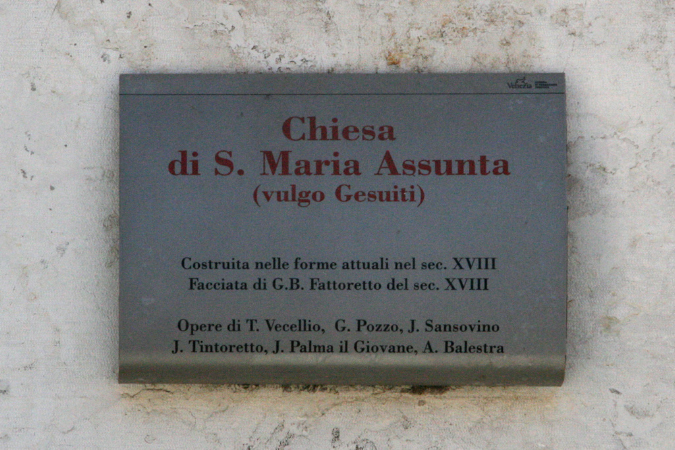 Venezia
Chiesa
di S. Maria Assunta
(vulgo Gesuiti)
Costruita nelle forme attuali nel sec. XVIII
Facciata di G.B. Fattoretto del sec. XVIII
Opere di T. Vecellio, G. Pozzo, J. Sansovino
J. Tintoretto, J. Palma il Giovane, A. Balestra